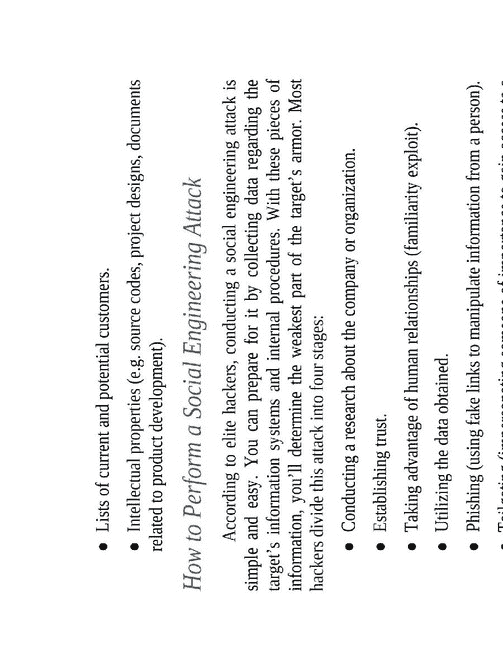 ● Lists of current and potential customers.
● Intellectual properties (e.g. source codes, project designs, documents
related to product development).
How to Perform a Social Engineering Attack
According to elite hackers, conducting a social engineering attack is
simple and easy. You can prepare for it by collecting data regarding the
target's information systems and internal procedures. With these pieces of
information, you'll determine the weakest part of the target's armor. Most
hackers divide this attack into four stages:
● Conducting a research about the company or organization.
● Establishing trust.
● Taking advantage of human relationships (familiarity exploit).
● Utilizing the data obtained.
● Phishing (using fake links to manipulate information from a person).